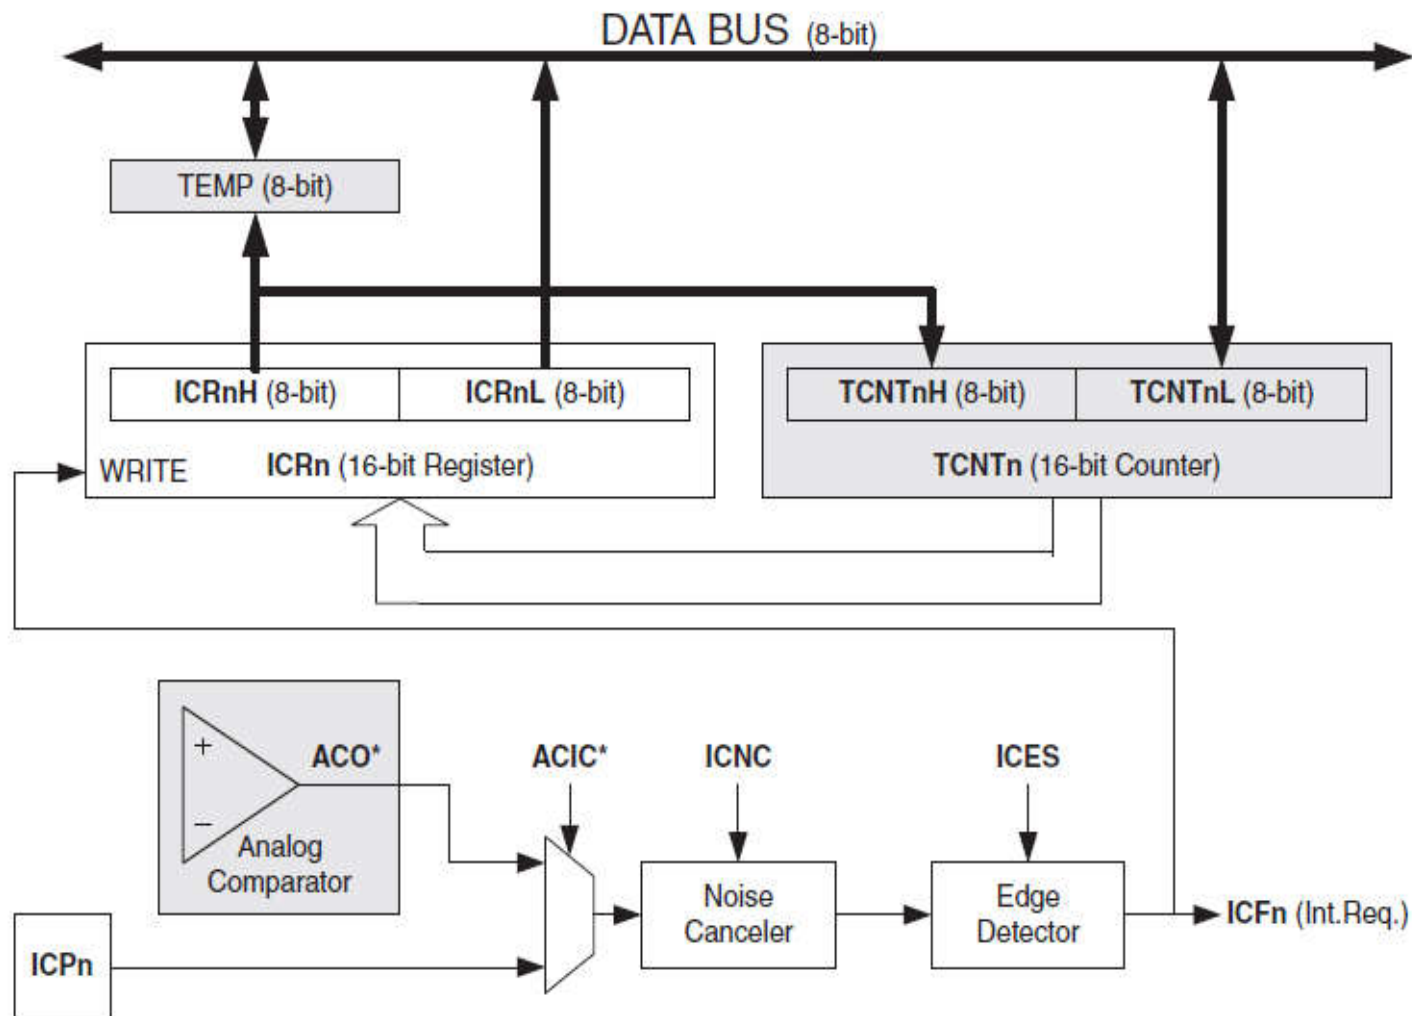 DATA BUS (8-bit)
TEMP (8-bit)
ICRnH (8-bit)
ICRnL (8-bit)
TCNTnH (8-bit)
TCNTnL (8-bit)
WRITE
ICRn (16-bit Register)
TCNTn (16-bit Counter)
+
ACO*
ACIC*
ICNC
ICES
−
Analog
Comparator
Noise
Canceler
Edge
Detector
ICFn (Int.Req.)
ICPn